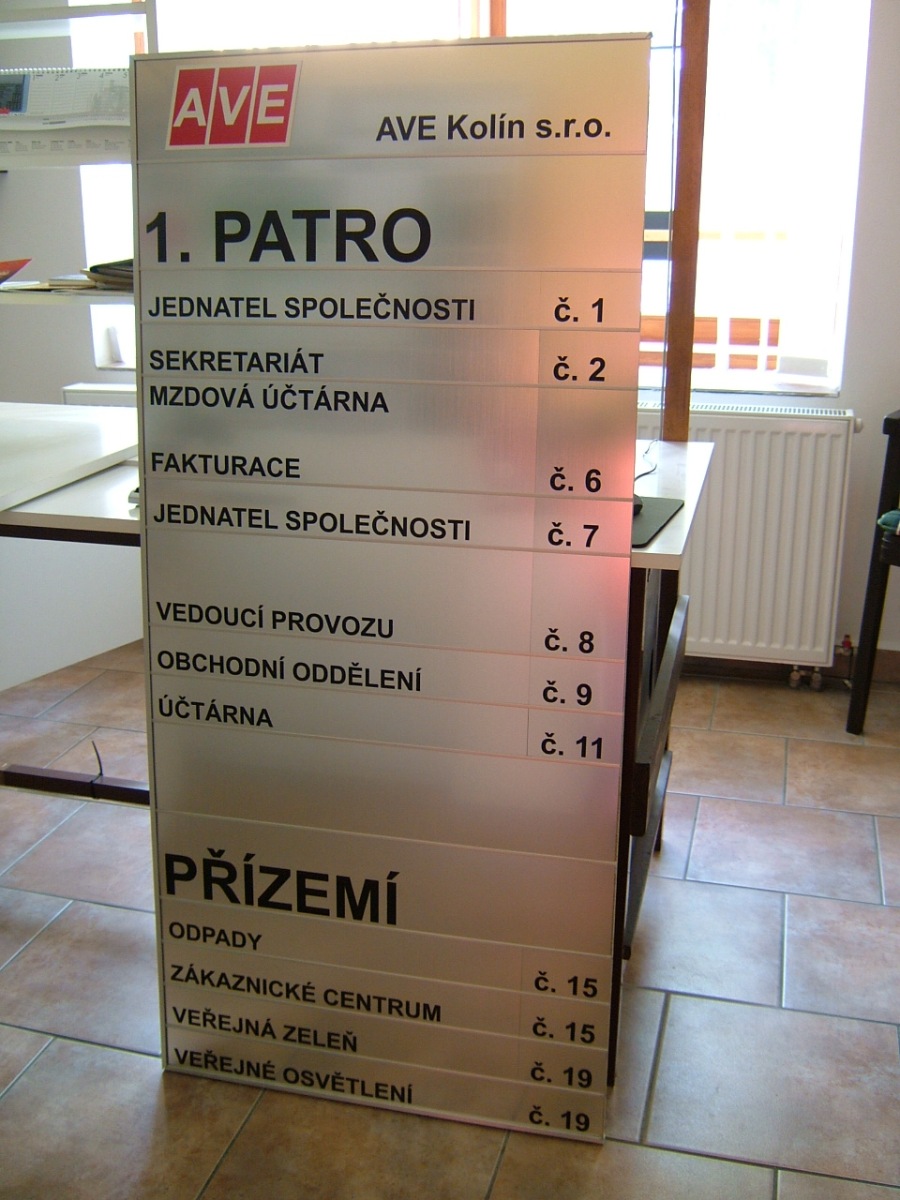 AVE
AVE Kolín s.r.o.
1. PATRO
JEDNATEL SPOLEČNOSTI č. 1
SEKRETARIÁT č. 2
MZDOVÁ ÚČTÁRNA
FAKTURACE č. 6
JEDNATEL SPOLEČNOSTI č. 7
VEDOUCÍ PROVOZU č. 8
OBCHODNÍ ODDĚLENÍ č. 9
ÚČTÁRNA č. 11
PŘÍZEMÍ
ODPADY č. 15
ZÁKAZNICKÉ CENTRUM č. 15
VEŘEJNÁ ZELEŇ č. 19
VEŘEJNÉ OSVĚTLENÍ č. 19